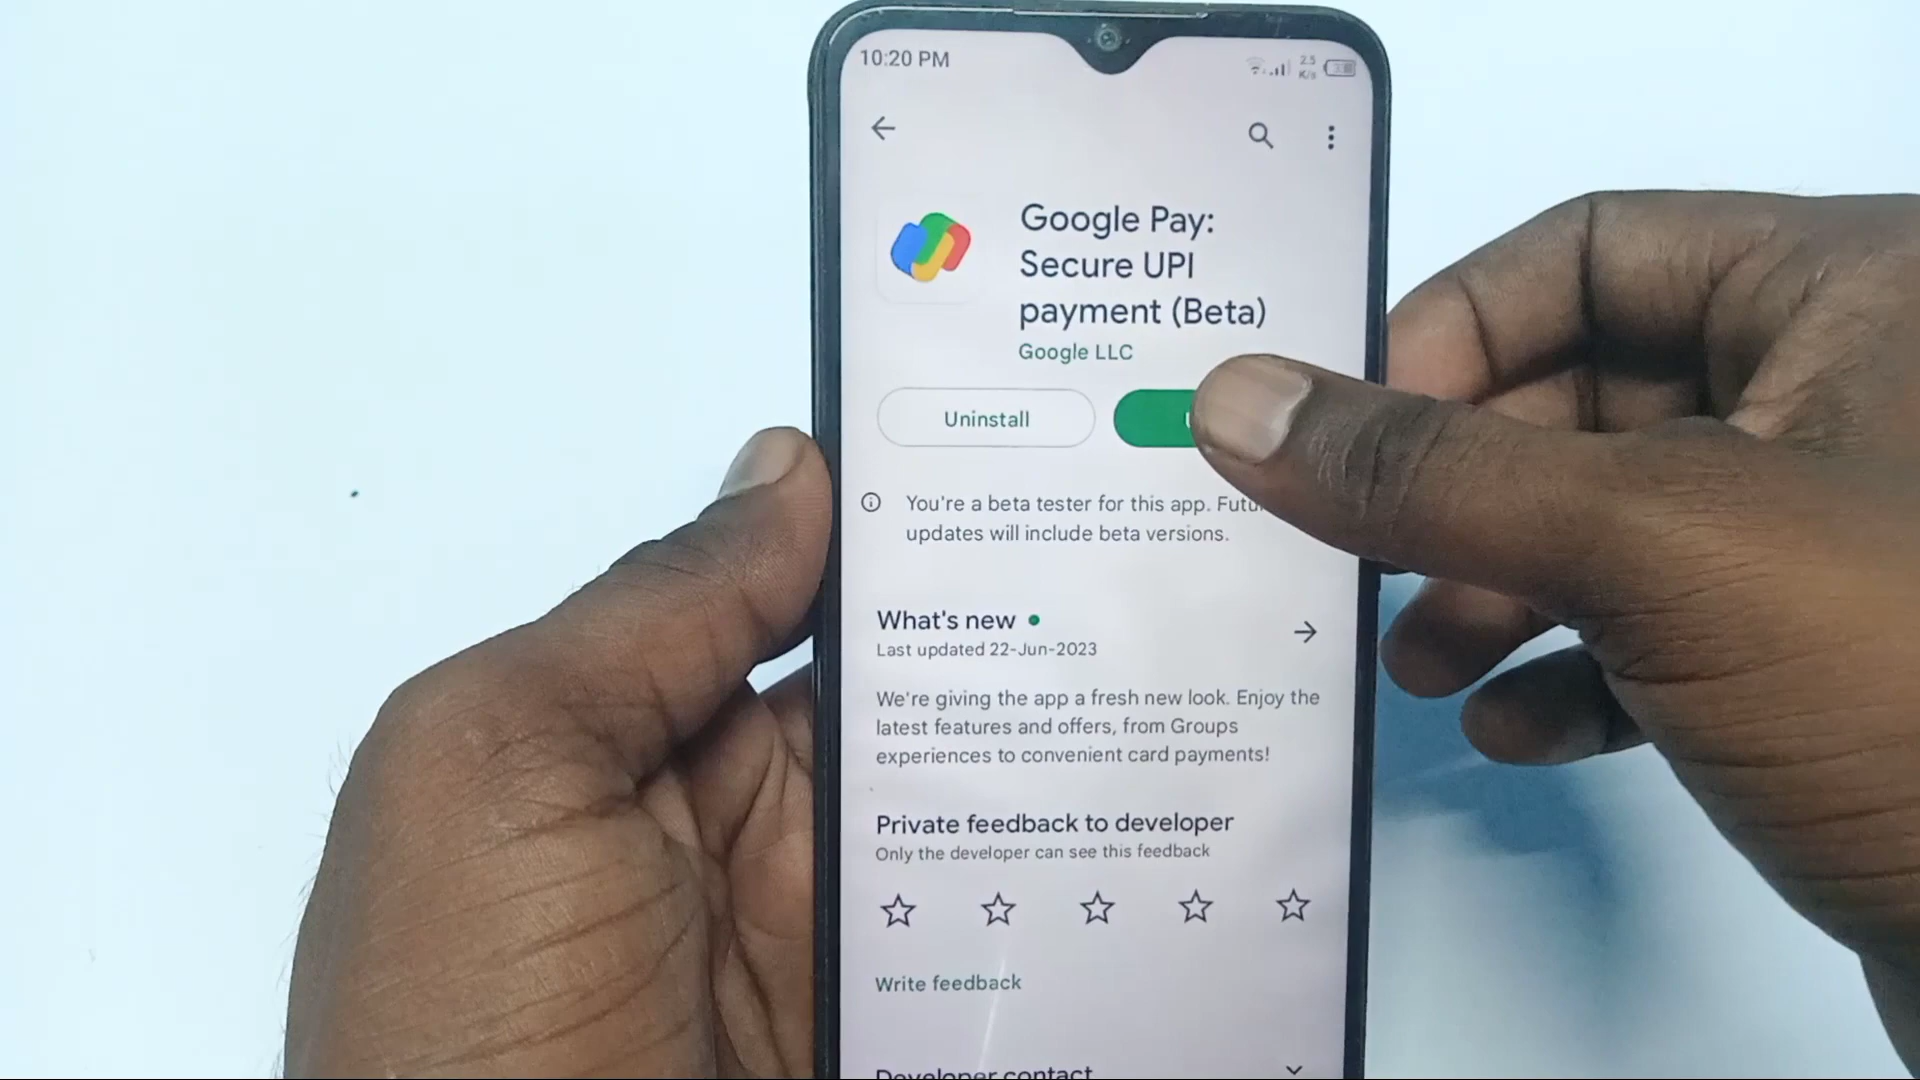 10:20 PM
2.5
K/s
Google Pay:
Secure UPI
payment (Beta)
Google LLC
Uninstall
You're a beta tester for this app.
updates will include beta versions.
What's new
Last updated 22-Jun-2023
We're giving the app a fresh new look. Enjoy the
latest features and offers, from Groups
experiences to convenient card payments!
Private feedback to developer
Only the developer can see this feedback
Write feedback
Developer contact